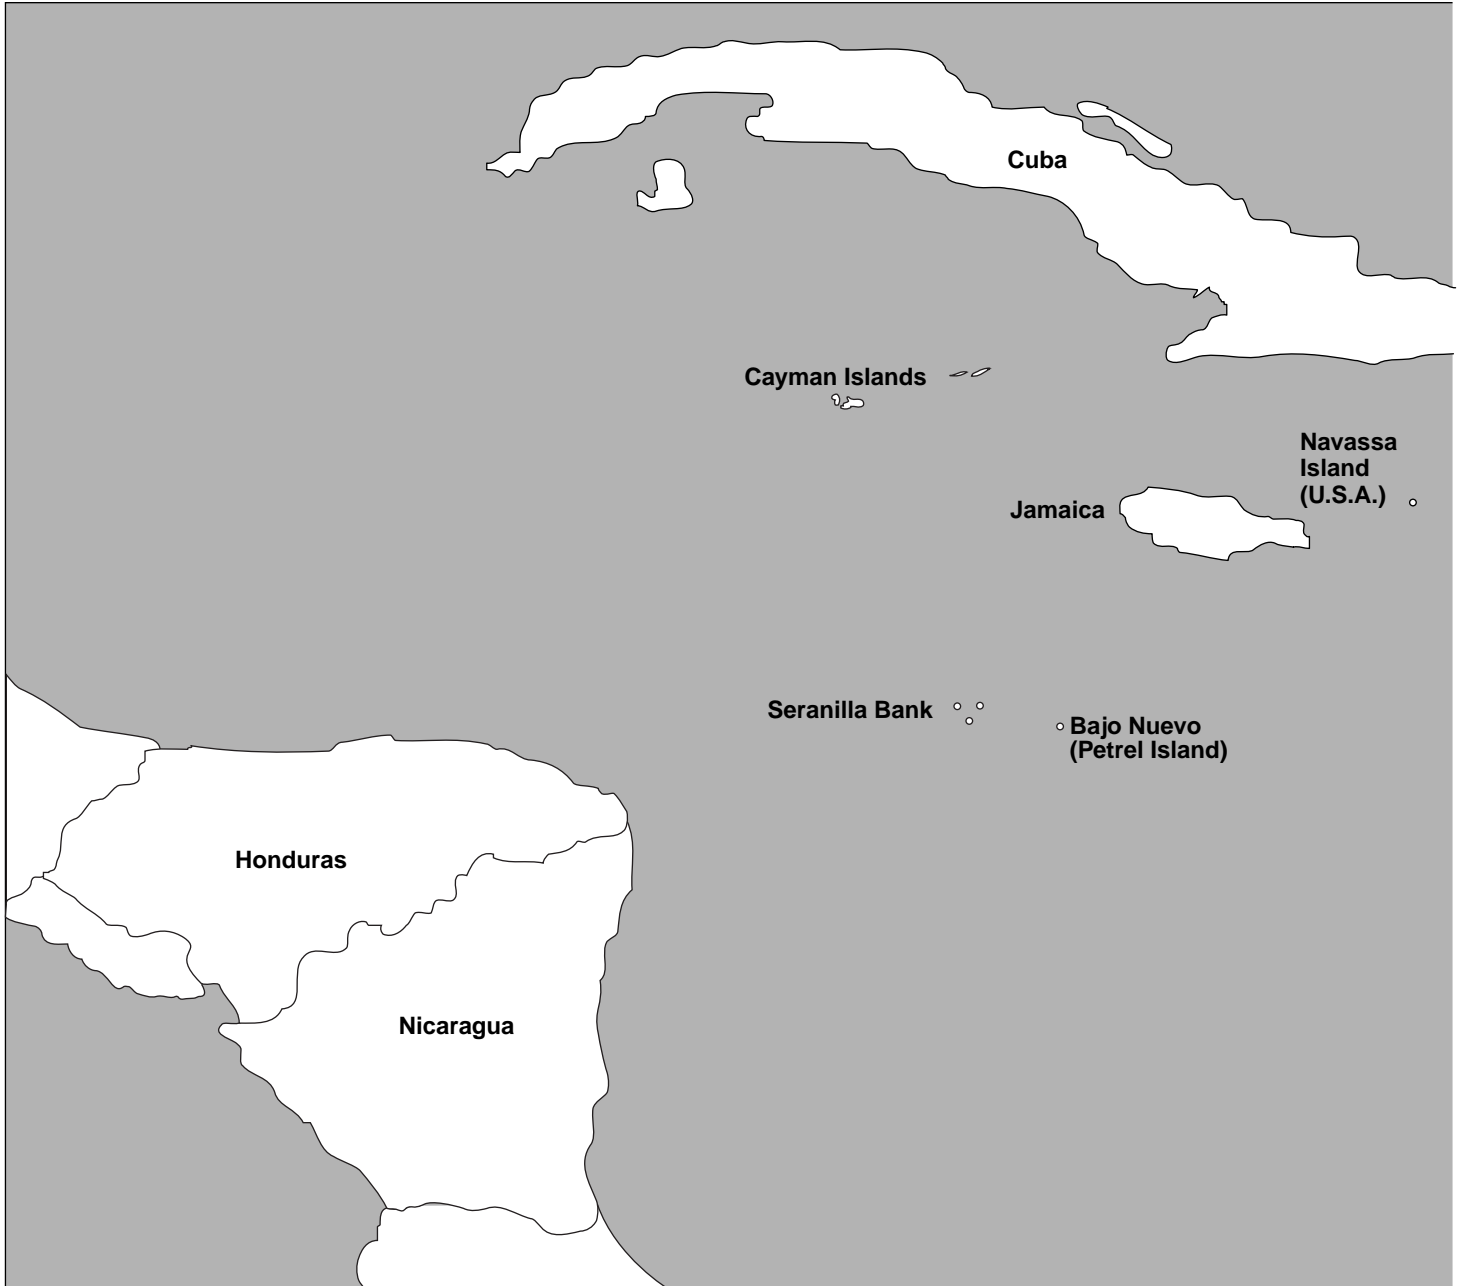 Cuba
Cayman Islands
Navassa
Island
(U.S.A.)
Jamaica
Seranilla Bank
Bajo Nuevo
(Petrel Island)
Honduras
Nicaragua